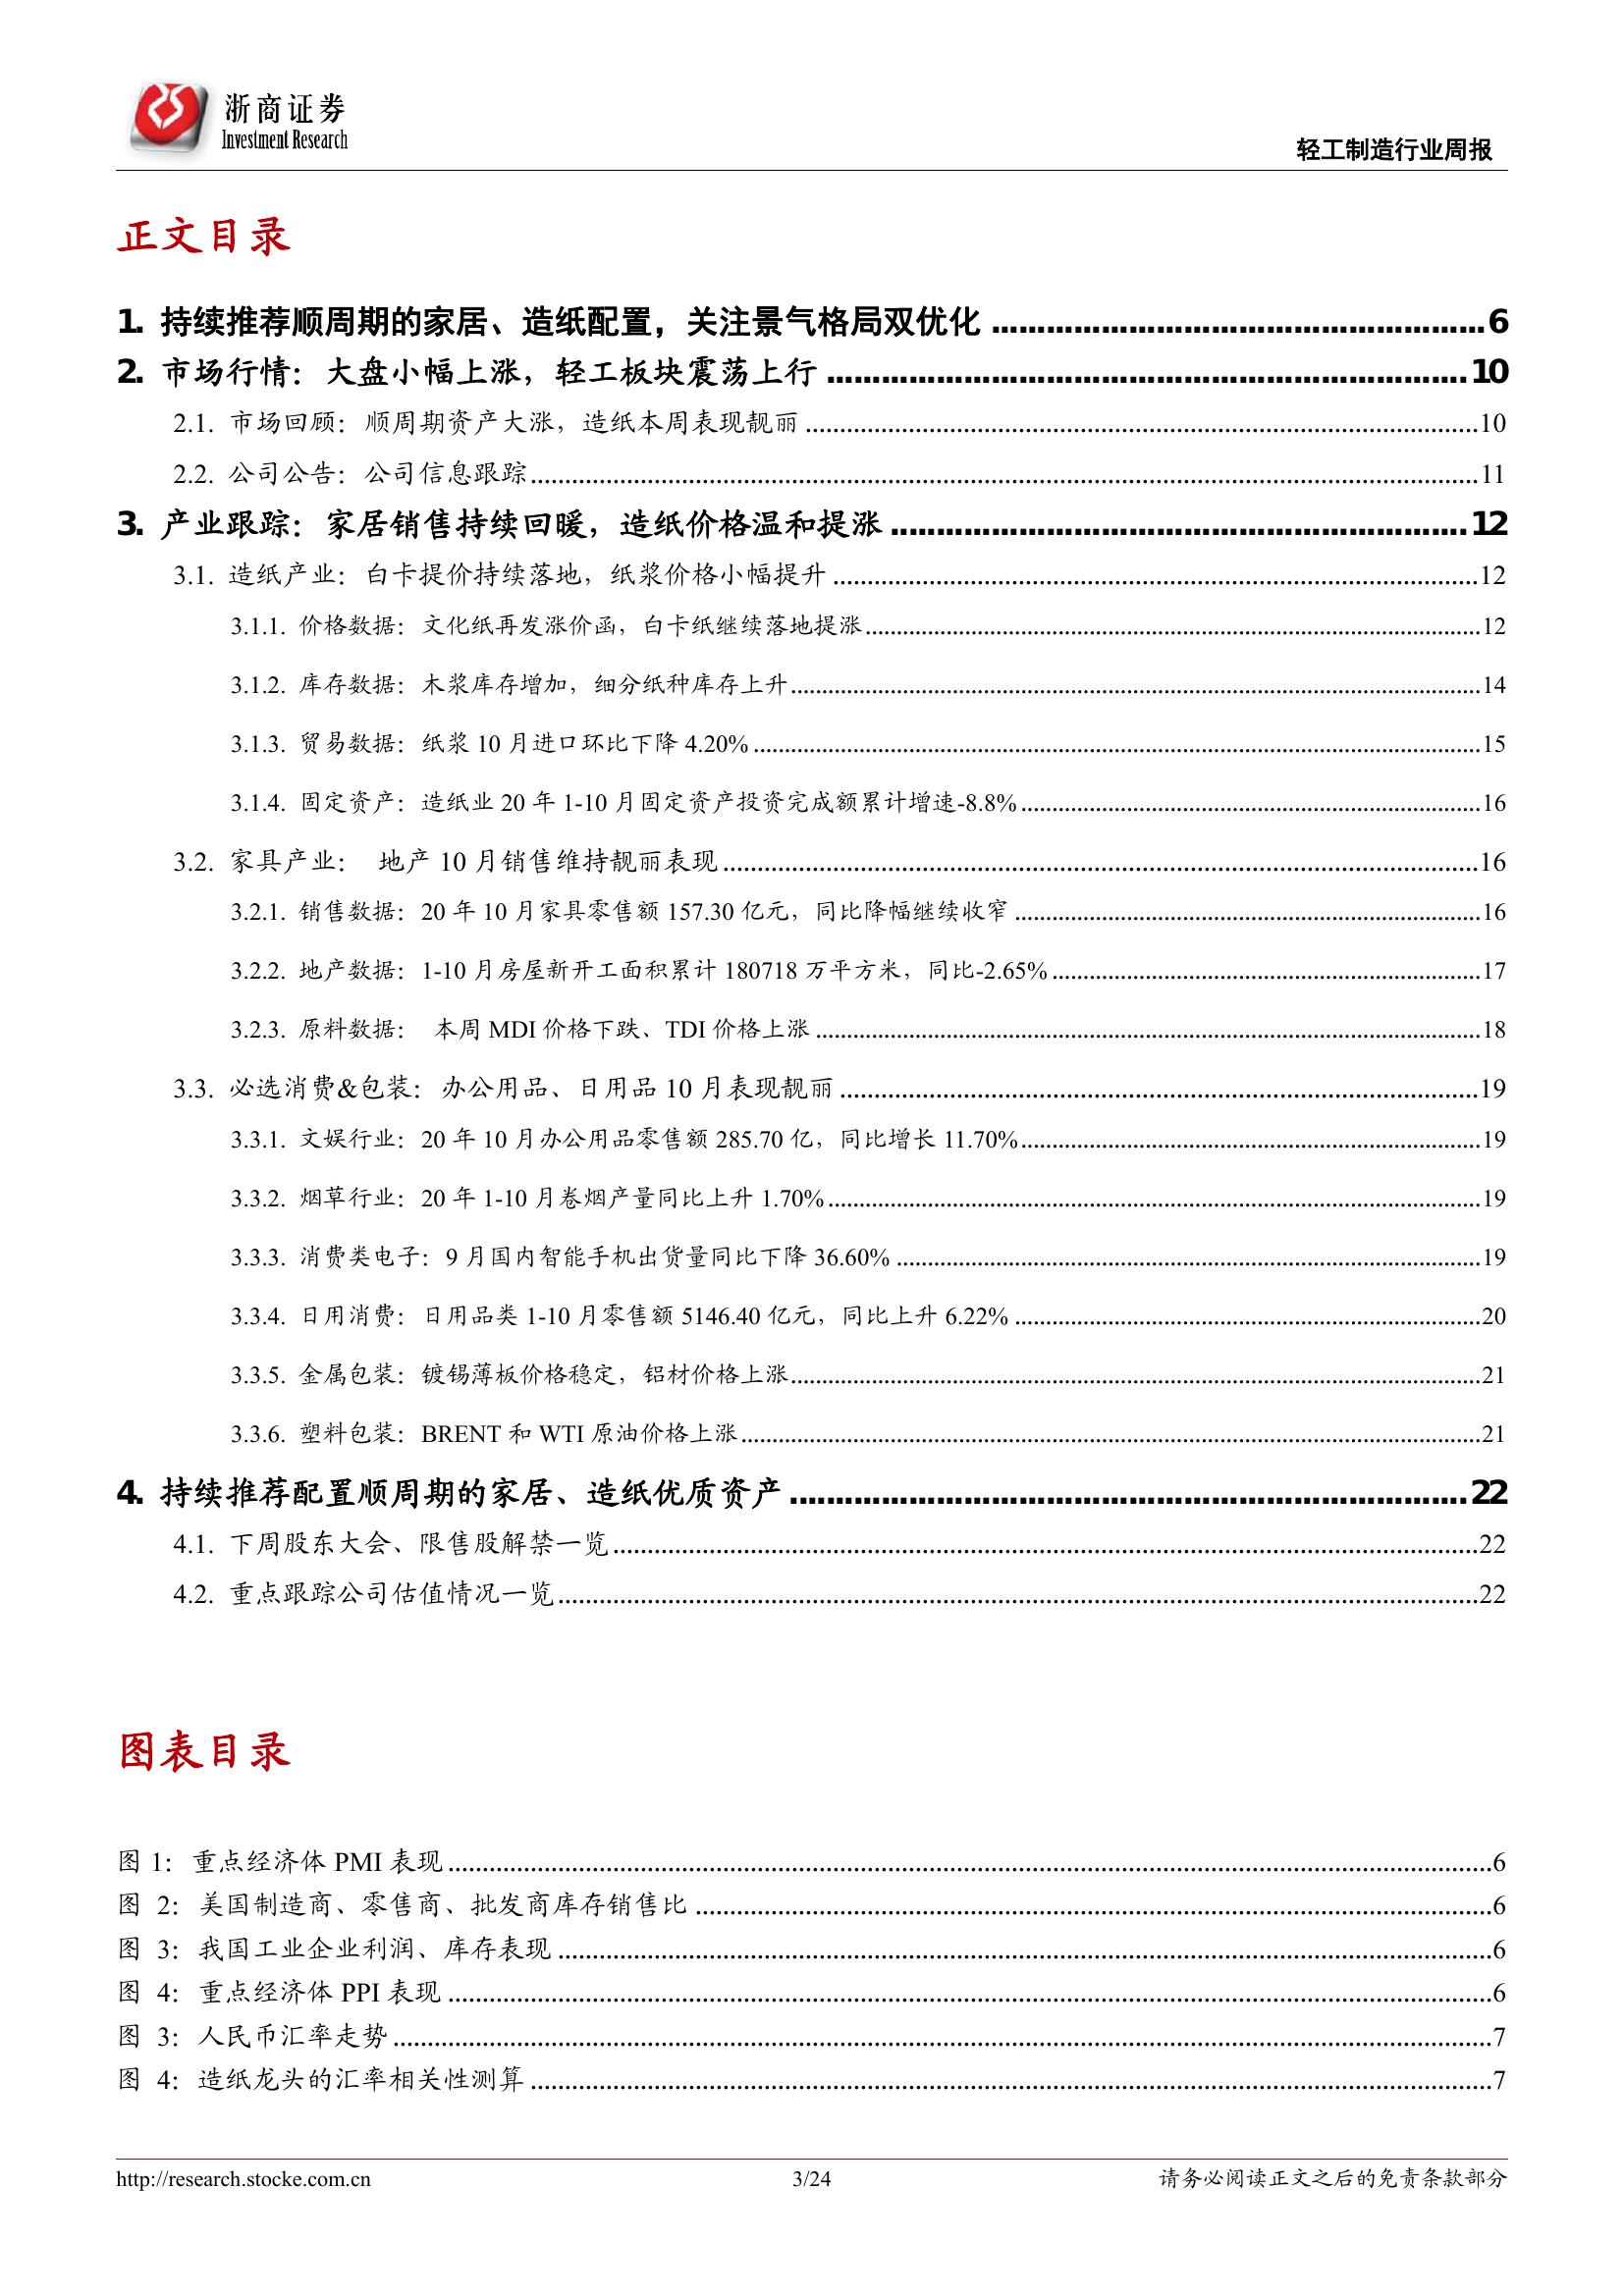 浙商证券
Investment Research
轻工制造行业周报
正文目录
1. 持续推荐顺周期的家居、造纸配置，关注景气格局双优化 ........................................................ 6
2. 市场行情：大盘小幅上涨，轻工板块震荡上行 ........................................................................ 10
2.1. 市场回顾：顺周期资产大涨，造纸本周表现靓丽 ........................................................................ 10
2.2. 公司公告：公司信息跟踪 ........................................................................ 11
3. 产业跟踪：家居销售持续回暖，造纸价格温和提涨 ........................................................................ 12
3.1. 造纸产业：白卡提价持续落地，纸浆价格小幅提升 ........................................................................ 12
3.1.1. 价格数据：文化纸再发涨价函，白卡纸继续落地提涨 ........................................................................ 12
3.1.2. 库存数据：木浆库存增加，细分纸种库存上升 ........................................................................ 14
3.1.3. 贸易数据：纸浆 10 月进口环比下降 4.20% ........................................................................ 15
3.1.4. 固定资产：造纸业 20 年 1-10 月固定资产投资完成额累计增速-8.8% ........................................................................ 16
3.2. 家具产业： 地产 10 月销售维持靓丽表现 ........................................................................ 16
3.2.1. 销售数据：20 年 10 月家具零售额 157.30 亿元，同比降幅继续收窄 ........................................................................ 16
3.2.2. 地产数据：1-10 月房屋新开工面积累计 180718 万平方米，同比-2.65% ........................................................................ 17
3.2.3. 原料数据： 本周 MDI 价格下跌、TDI 价格上涨 ........................................................................ 18
3.3. 必选消费&包装：办公用品、日用品 10 月表现靓丽 ........................................................................ 19
3.3.1. 文娱行业：20 年 10 月办公用品零售额 285.70 亿，同比增长 11.70% ........................................................................ 19
3.3.2. 烟草行业：20 年 1-10 月卷烟产量同比上升 1.70% ........................................................................ 19
3.3.3. 消费类电子：9 月国内智能手机出货量同比下降 36.60% ........................................................................ 19
3.3.4. 日用消费：日用品类 1-10 月零售额 5146.40 亿元，同比上升 6.22% ........................................................................ 20
3.3.5. 金属包装：镀锡薄板价格稳定，铝材价格上涨 ........................................................................ 21
3.3.6. 塑料包装：BRENT 和 WTI 原油价格上涨 ........................................................................ 21
4. 持续推荐配置顺周期的家居、造纸优质资产 ........................................................................ 22
4.1. 下周股东大会、限售股解禁一览 ........................................................................ 22
4.2. 重点跟踪公司估值情况一览 ........................................................................ 22
图表目录
图 1：重点经济体 PMI 表现 ........................................................................ 6
图 2：美国制造商、零售商、批发商库存销售比 ........................................................................ 6
图 3：我国工业企业利润、库存表现 ........................................................................ 6
图 4：重点经济体 PPI 表现 ........................................................................ 6
图 3：人民币汇率走势 ........................................................................ 7
图 4：造纸龙头的汇率相关性测算 ........................................................................ 7
http://research.stocke.com.cn
3/24
请务必阅读正文之后的免责条款部分